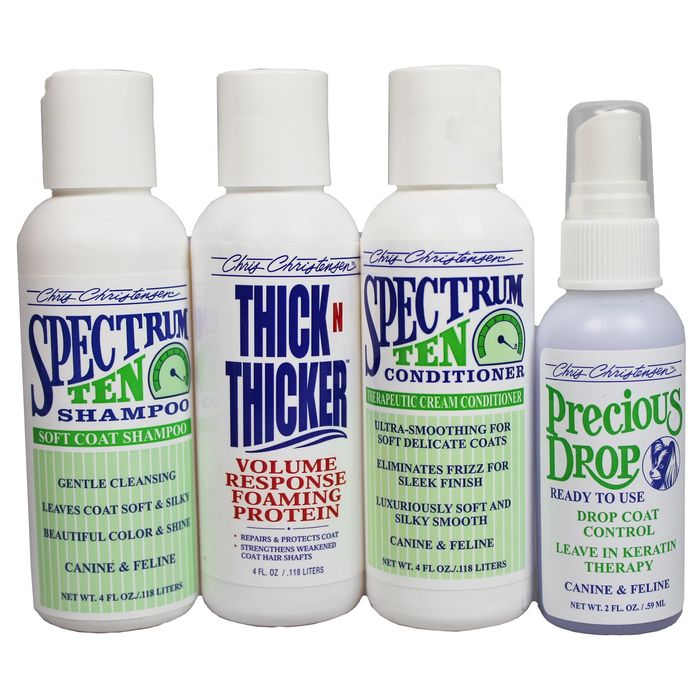 Chris Christensen
SPECTRUM
TEN
SHAMPOO
SOFT COAT SHAMPOO
GENTLE CLEANSING
LEAVES COAT SOFT & SILKY
BEAUTIFUL COLOR & SHINE
CANINE & FELINE
NET WT. 4 FL OZ/.118 LITERS
Chris Christensen
THICK N
THICKER™
VOLUME
RESPONSE
FOAMING
PROTEIN
• REPAIRS & PROTECTS COAT
• STRENGTHENS WEAKENED
COAT HAIR SHAFTS
4 FL. OZ / .118 LITERS
Chris Christensen
SPECTRUM
TEN
CONDITIONER
THERAPEUTIC CREAM CONDITIONER
ULTRA-SMOOTHING FOR
SOFT DELICATE COATS
ELIMINATES FRIZZ FOR
SLEEK FINISH
LUXURIOUSLY SOFT AND
SILKY SMOOTH
CANINE & FELINE
NET WT. 4 FL OZ/.118 LITERS
Chris Christensen
Precious
DROP
READY TO USE
DROP COAT
CONTROL
LEAVE IN KERATIN
THERAPY
CANINE & FELINE
NET WT. 2 FL. OZ. / .59 ML